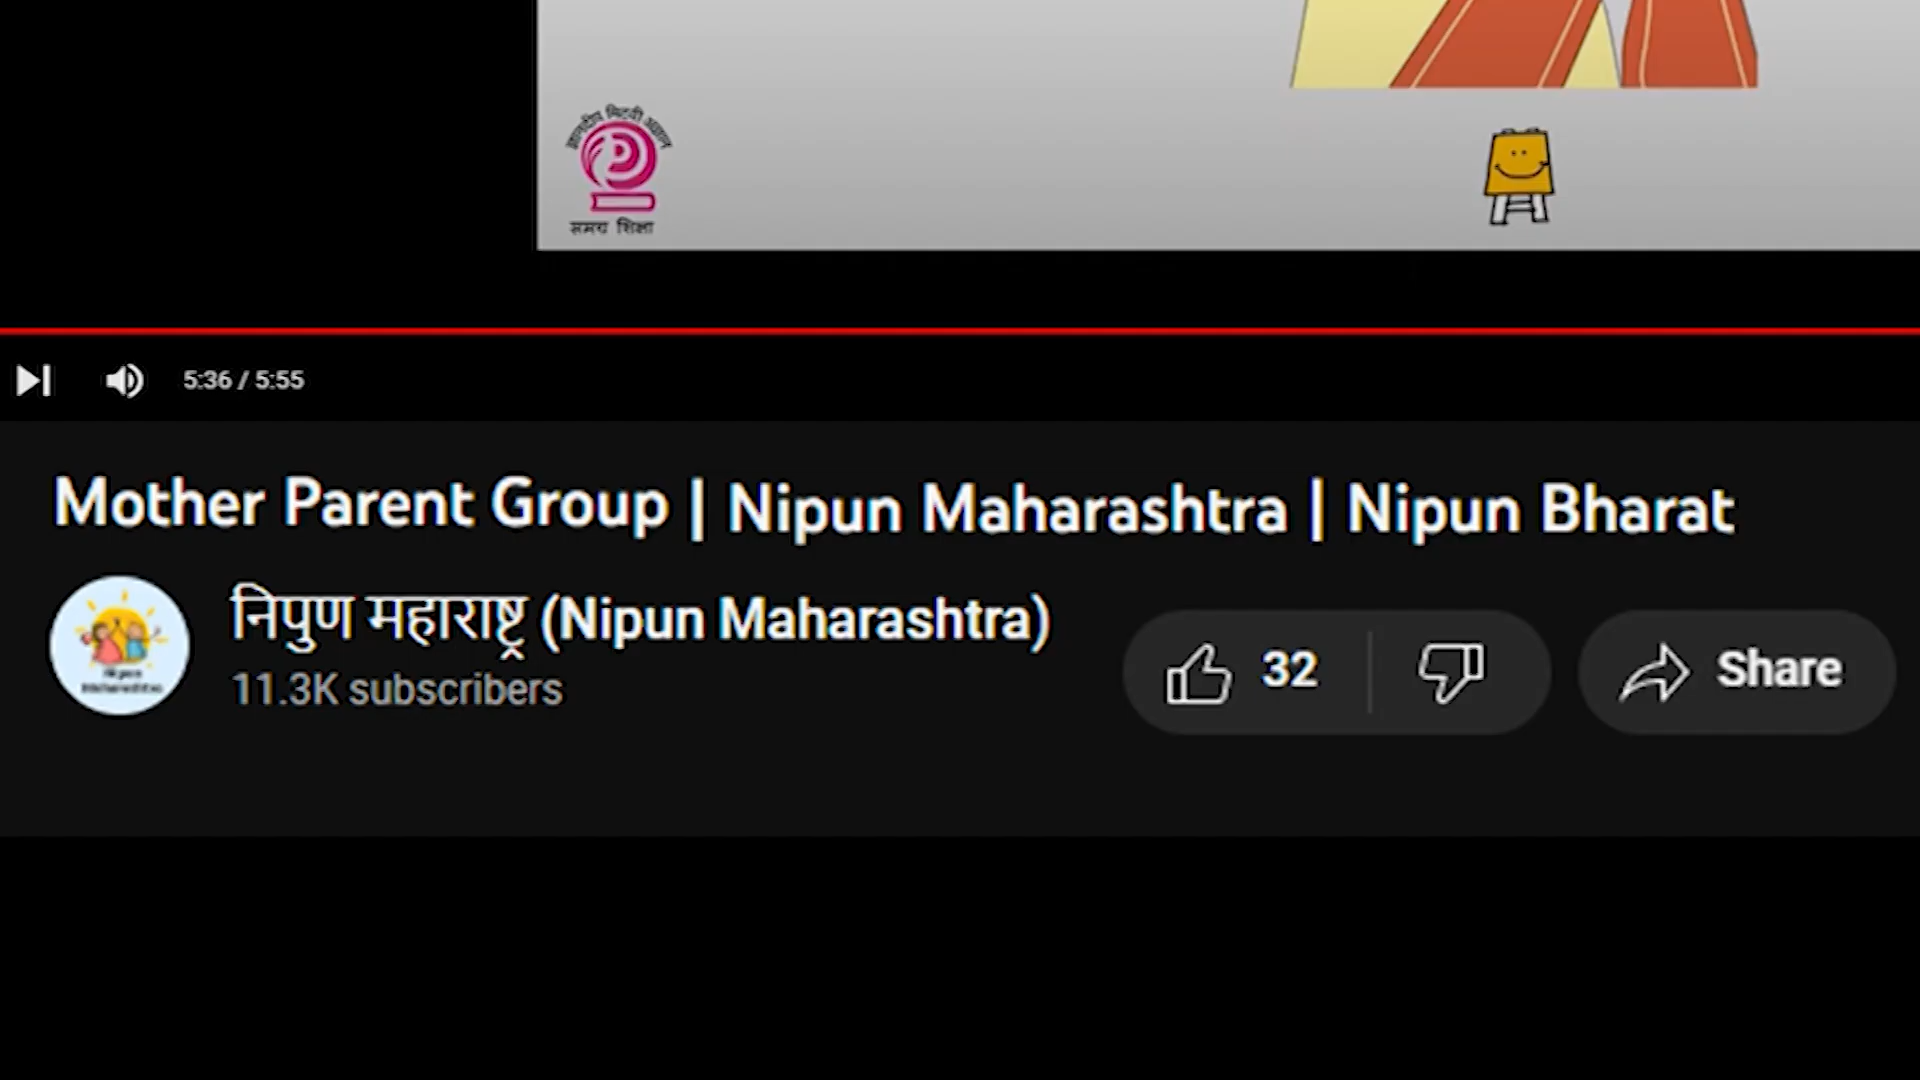 समग्र शिक्षा
5:36 / 5:55
Mother Parent Group | Nipun Maharashtra | Nipun Bharat
निपुण महाराष्ट्र (Nipun Maharashtra)
11.3K subscribers
32
Share